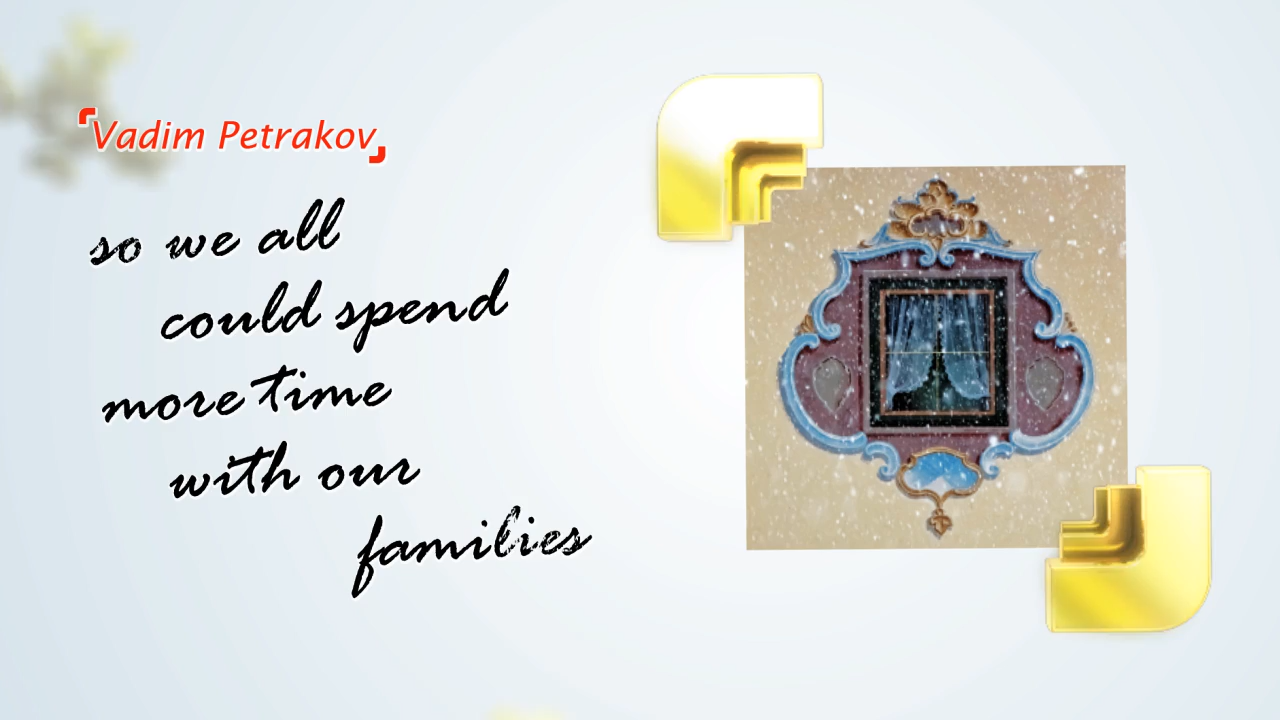 Vadim Petrakov
so we all
could spend
more time
with our
families